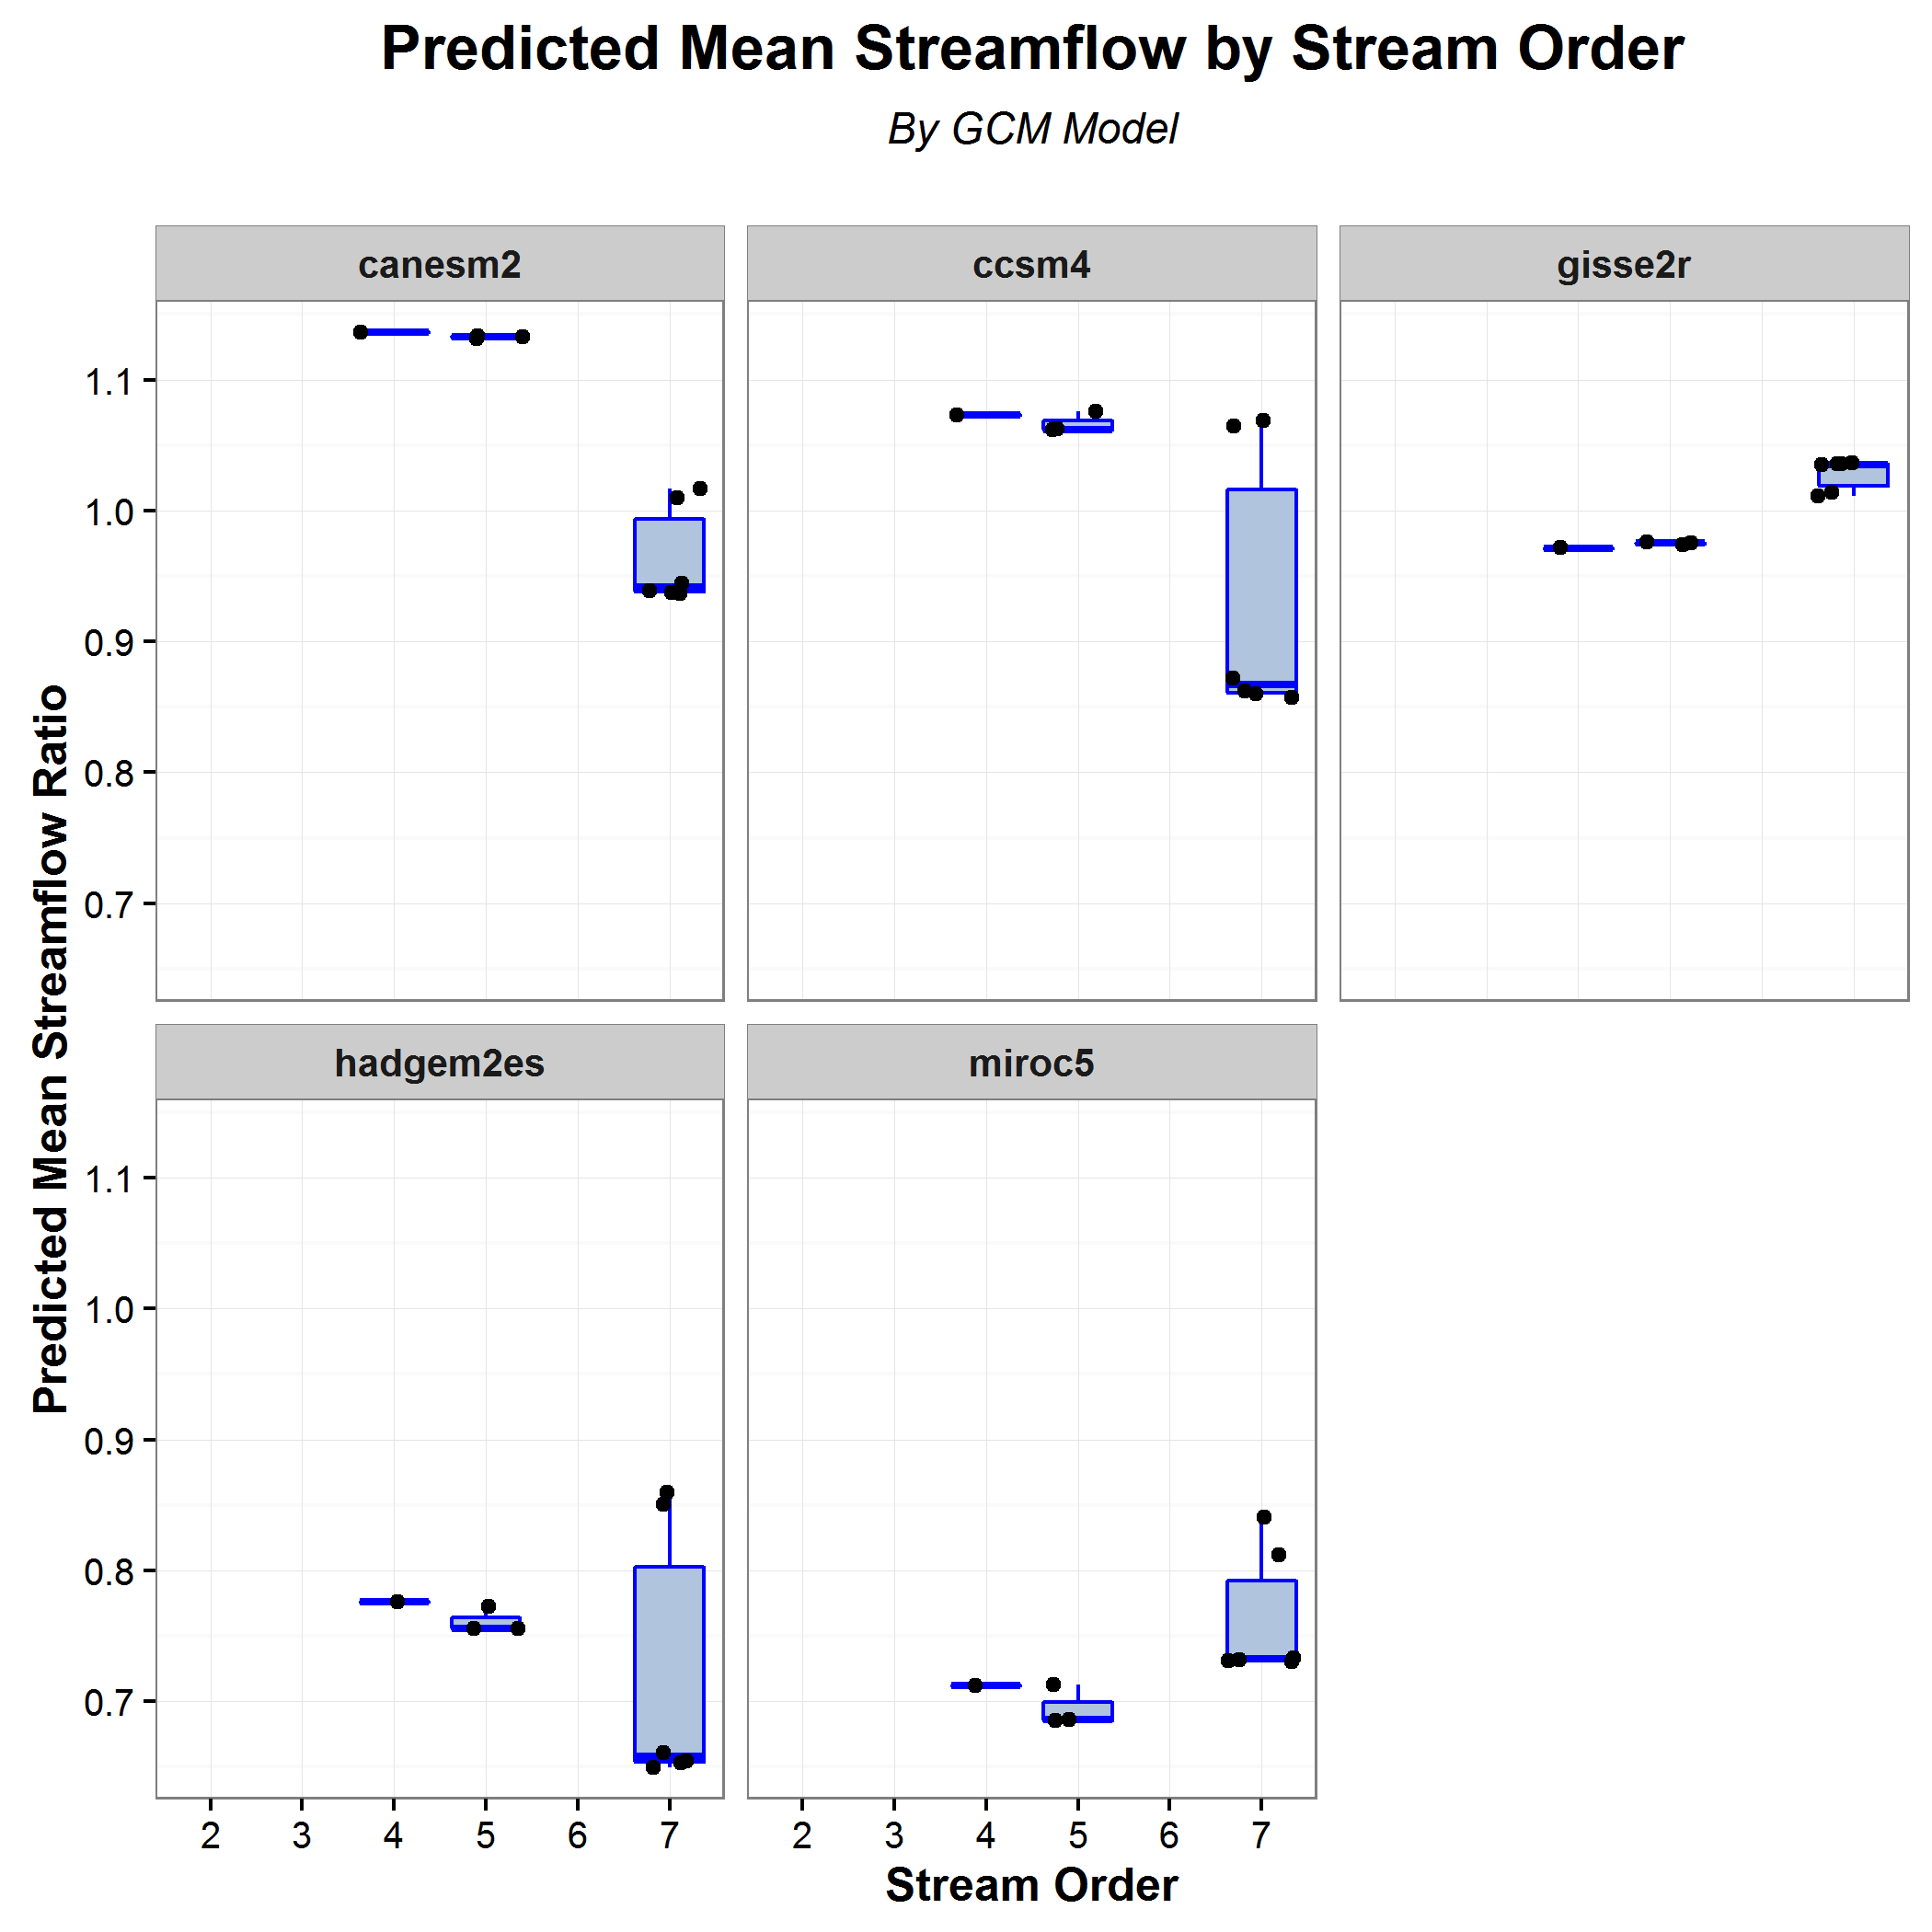 Predicted Mean Streamflow by Stream Order
By GCM Model
canesm2
ccsm4
gisse2r
1.1
1.0
0.9
0.8
0.7
Predicted Mean Streamflow Ratio
hadgem2es
miroc5
1.1
1.0
0.9
0.8
0.7
2 3 4 5 6 7
2 3 4 5 6 7
Stream Order